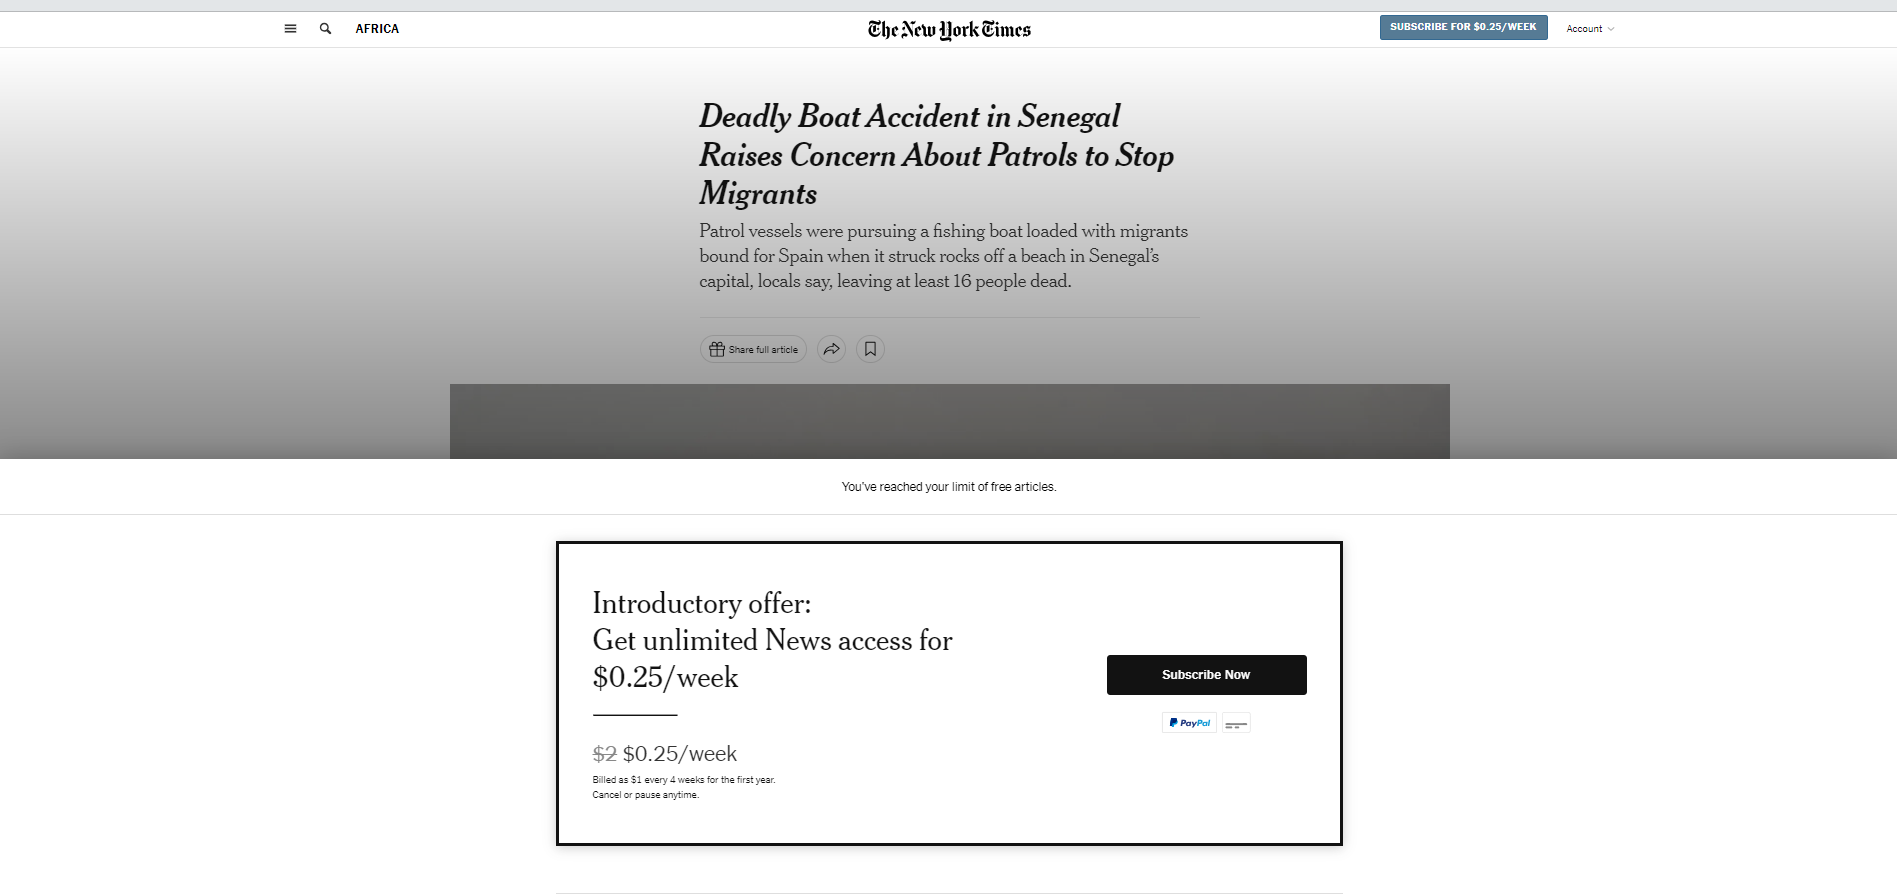 AFRICA
The New York Times
SUBSCRIBE FOR $0.25/WEEK
Account
Deadly Boat Accident in Senegal
Raises Concern About Patrols to Stop
Migrants
Patrol vessels were pursuing a fishing boat loaded with migrants
bound for Spain when it struck rocks off a beach in Senegal’s
capital, locals say, leaving at least 16 people dead.
Share full article
You've reached your limit of free articles.
Introductory offer:
Get unlimited News access for
$0.25/week
Subscribe Now
PayPal
$2 $0.25/week
Billed as $1 every 4 weeks for the first year.
Cancel or pause anytime.